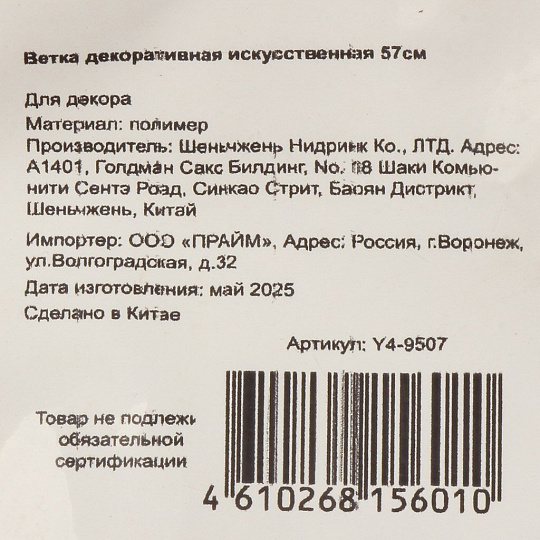 Ветка декоративная искусственная 57см
Для декора
Материал: полимер
Производитель: Шеньчжень Нидринк Ко., ЛТД. Адрес:
А1401, Голдман Сакс Билдинг, No. 88 Шаки Комью-
нити Сентэ Роад, Синкао Стрит, Баоян Дистрикт,
Шеньчжень, Китай
Импортер: ООО «ПРАЙМ», Адрес: Россия, г.Воронеж,
ул.Волгоградская, д.32
Дата изготовления: май 2025
Сделано в Китае
Артикул: Y4-9507
Товар не подлежи
обязательной
сертификации
4 610268 156010